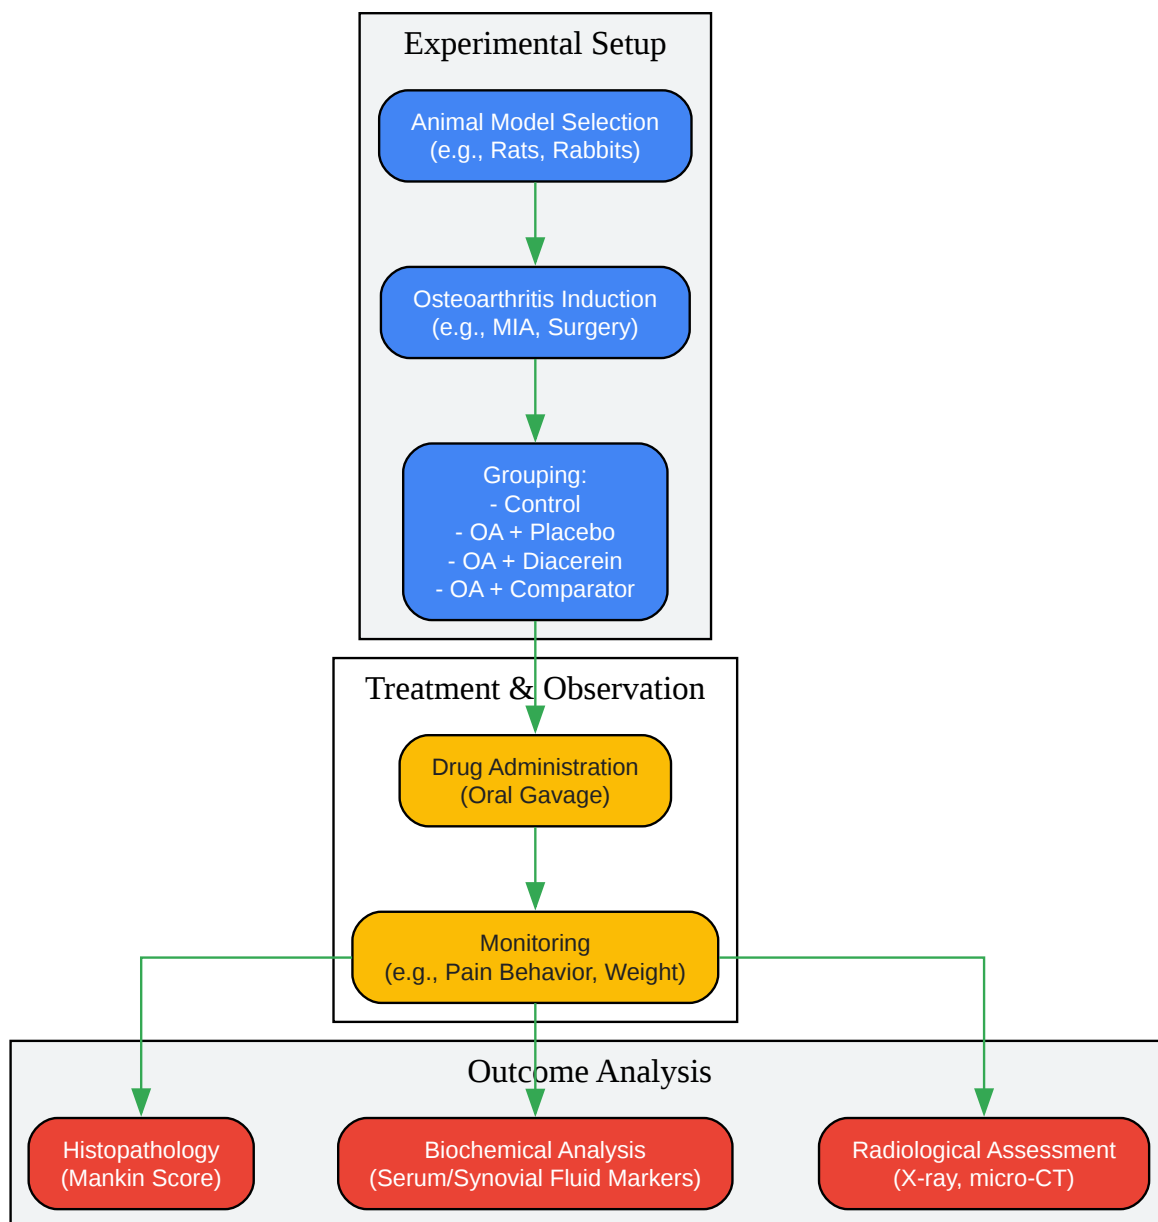 Experimental Setup
Animal Model Selection
(e.g., Rats, Rabbits)
Osteoarthritis Induction
(e.g., MIA, Surgery)
Grouping:
- Control
- OA + Placebo
- OA + Diacerein
- OA + Comparator
Treatment & Observation
Drug Administration
(Oral Gavage)
Monitoring
(e.g., Pain Behavior, Weight)
Outcome Analysis
Histopathology
(Mankin Score)
Biochemical Analysis
(Serum/Synovial Fluid Markers)
Radiological Assessment
(X-ray, micro-CT)